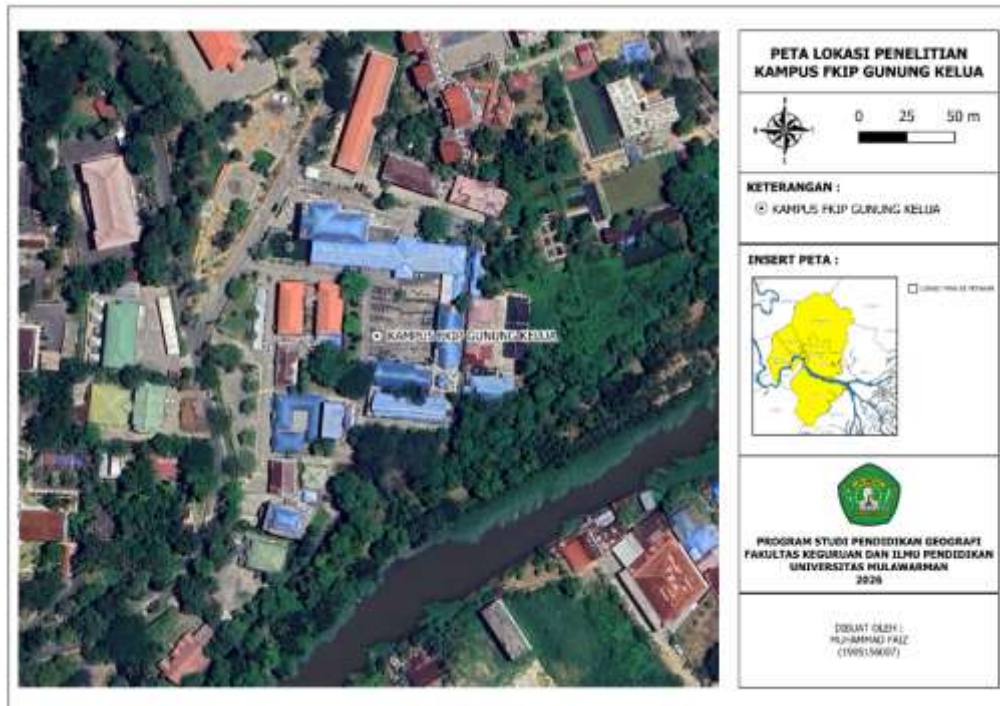 PETA LOKASI PENELITIAN
KAMPUS FKIP GUNUNG KELUA
0 25 50 m
KETERANGAN :
KAMPUS FKIP GUNUNG KELUA
INSERT PETA :
KAMPUS FKIP GUNUNG KELUA
PROGRAM STUDI PENDIDIKAN GEOGRAFI
FAKULTAS KEGURUAN DAN ILMU PENDIDIKAN
UNIVERSITAS MULAWARMAN
2026
DIBUAT OLEH :
MUHAMMAD FAIZ